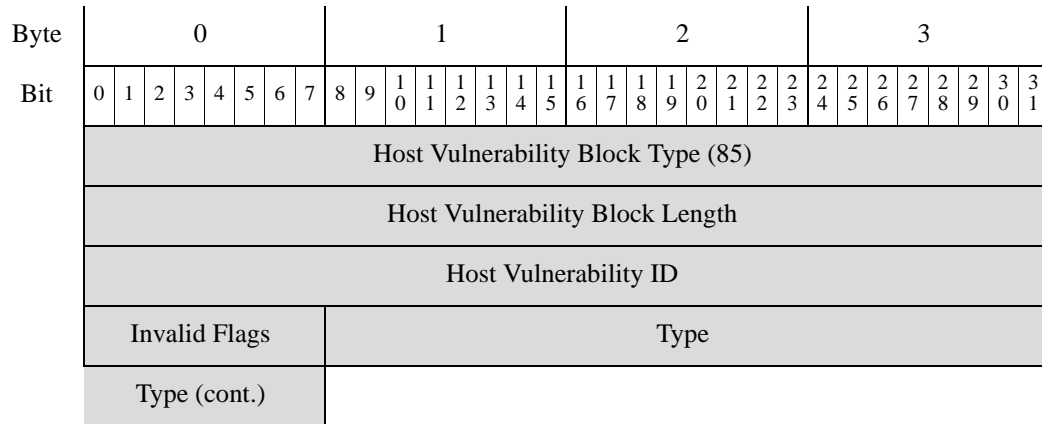 Byte 0 1 2 3
Bit 0 1 2 3 4 5 6 7 8 9 10 11 12 13 14 15 16 17 18 19 20 21 22 23 24 25 26 27 28 29 30 31
Host Vulnerability Block Type (85)
Host Vulnerability Block Length
Host Vulnerability ID
Invalid Flags Type
Type (cont.)